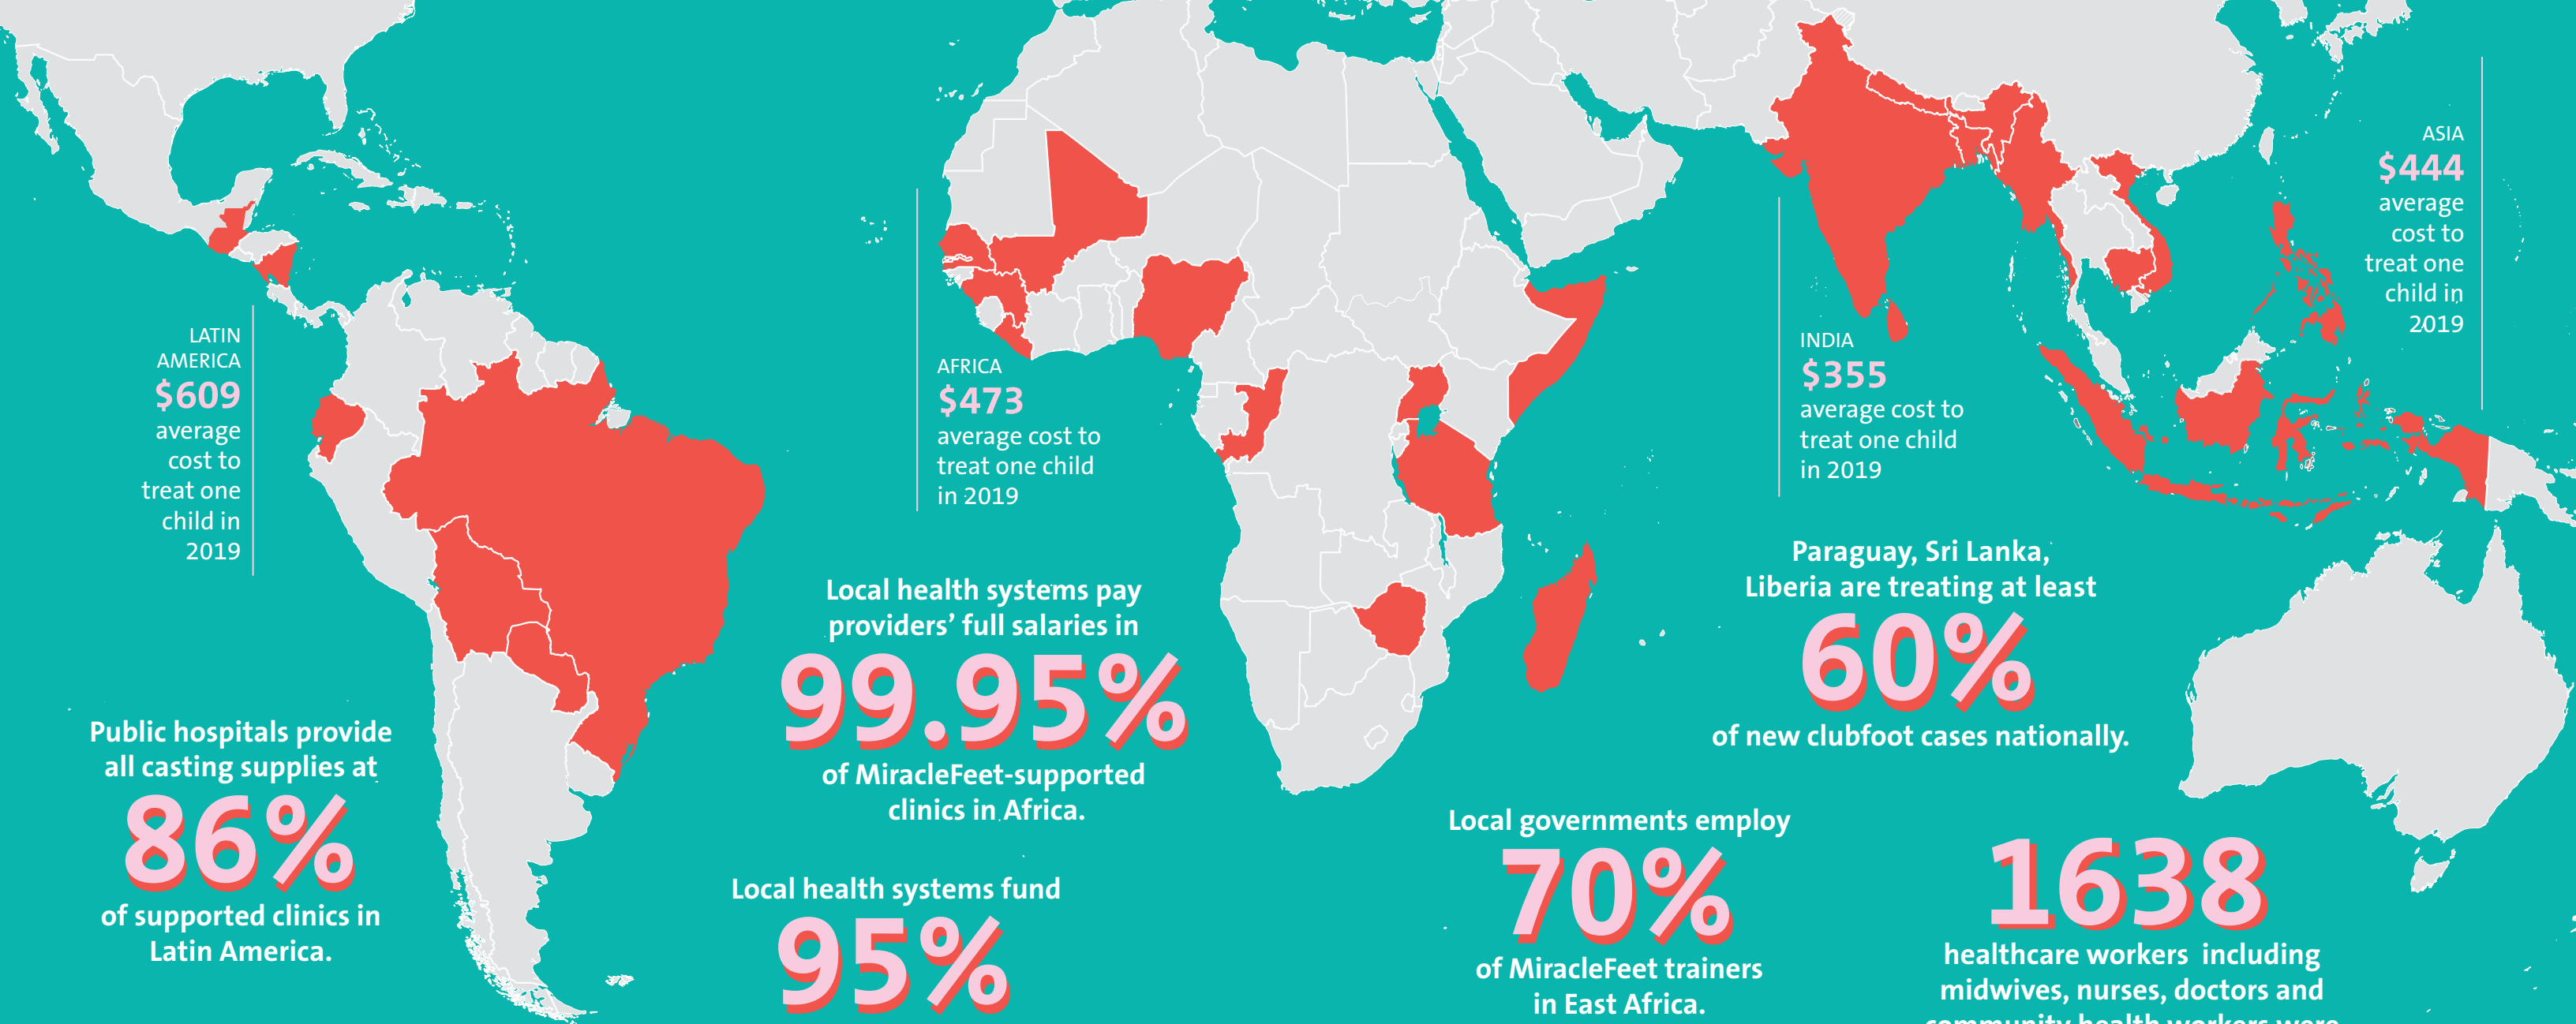 LATIN
AMERICA
$609
average
cost to
treat one
child in
2019
AFRICA
$473
average cost to
treat one child
in 2019
INDIA
$355
average cost to
treat one child
in 2019
ASIA
$444
average
cost to
treat one
child in
2019
Public hospitals provide
all casting supplies at
86%
of supported clinics in
Latin America.
Local health systems pay
providers’ full salaries in
99.95%
of MiracleFeet-supported
clinics in Africa.
Local health systems fund
95%
Paraguay, Sri Lanka,
Liberia are treating at least
60%
of new clubfoot cases nationally.
Local governments employ
70%
of MiracleFeet trainers
in East Africa.
1638
healthcare workers including
midwives, nurses, doctors and
community health workers were